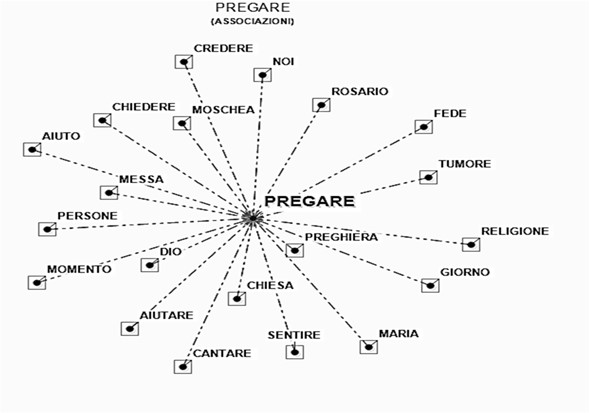 PREGARE
(ASSOCIAZIONI)
CREDERE
NOI
ROSARIO
CHIEDERE
MOSCHEA
FEDE
AIUTO
TUMORE
MESSA
PREGARE
PERSONE
PREGHIERA
RELIGIONE
DIO
MOMENTO
GIORNO
CHIESA
AIUTARE
SENTIRE
MARIA
CANTARE